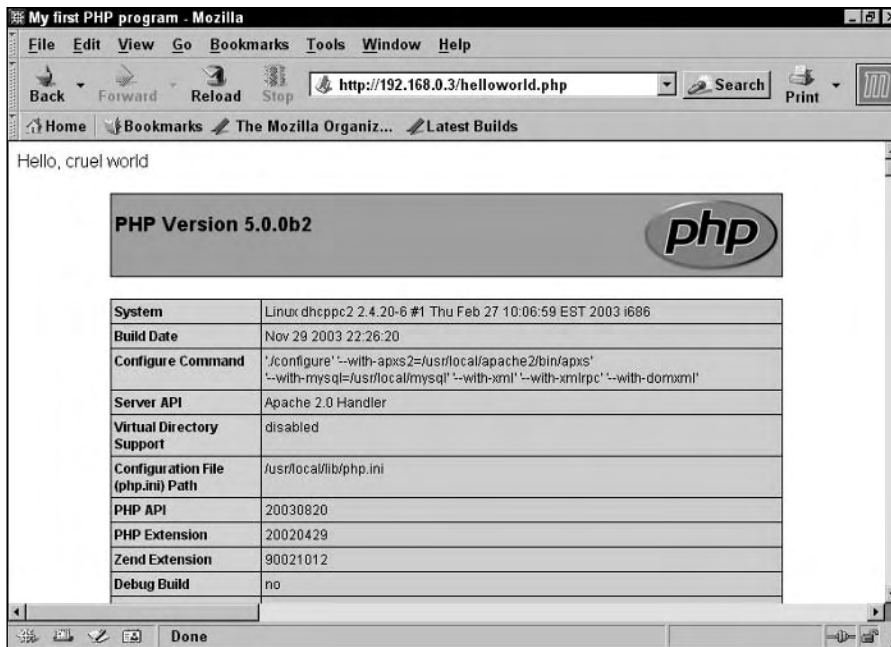 My first PHP program - Mozilla
File Edit View Go Bookmarks Tools Window Help
Back Forward Reload Stop http://192.168.0.3/helloworld.php Search Print
Home Bookmarks The Mozilla Organiz... Latest Builds
Hello, cruel world
PHP Version 5.0.0b2
php
System Linux dhcppc2 2.4.20-6 #1 Thu Feb 27 10:06:59 EST 2003 i686
Build Date Nov 29 2003 22:26:20
Configure Command './configure' '--with-apxs2=/usr/local/apache2/bin/apxs'
'--with-mysql=/usr/local/mysql' '--with-xml' '--with-xmlrpc' '--with-domxml'
Server API Apache 2.0 Handler
Virtual Directory disabled
Support
Configuration File /usr/local/lib/php.ini
(php.ini) Path
PHP API 20030820
PHP Extension 20020429
Zend Extension 90021012
Debug Build no
Done